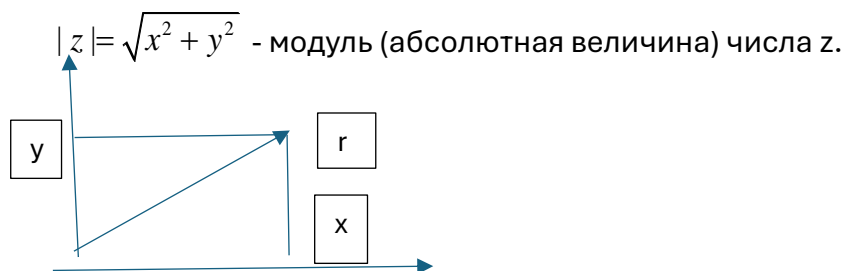 | z |= √(x² + y²) - модуль (абсолютная величина) числа z.
y
r
x